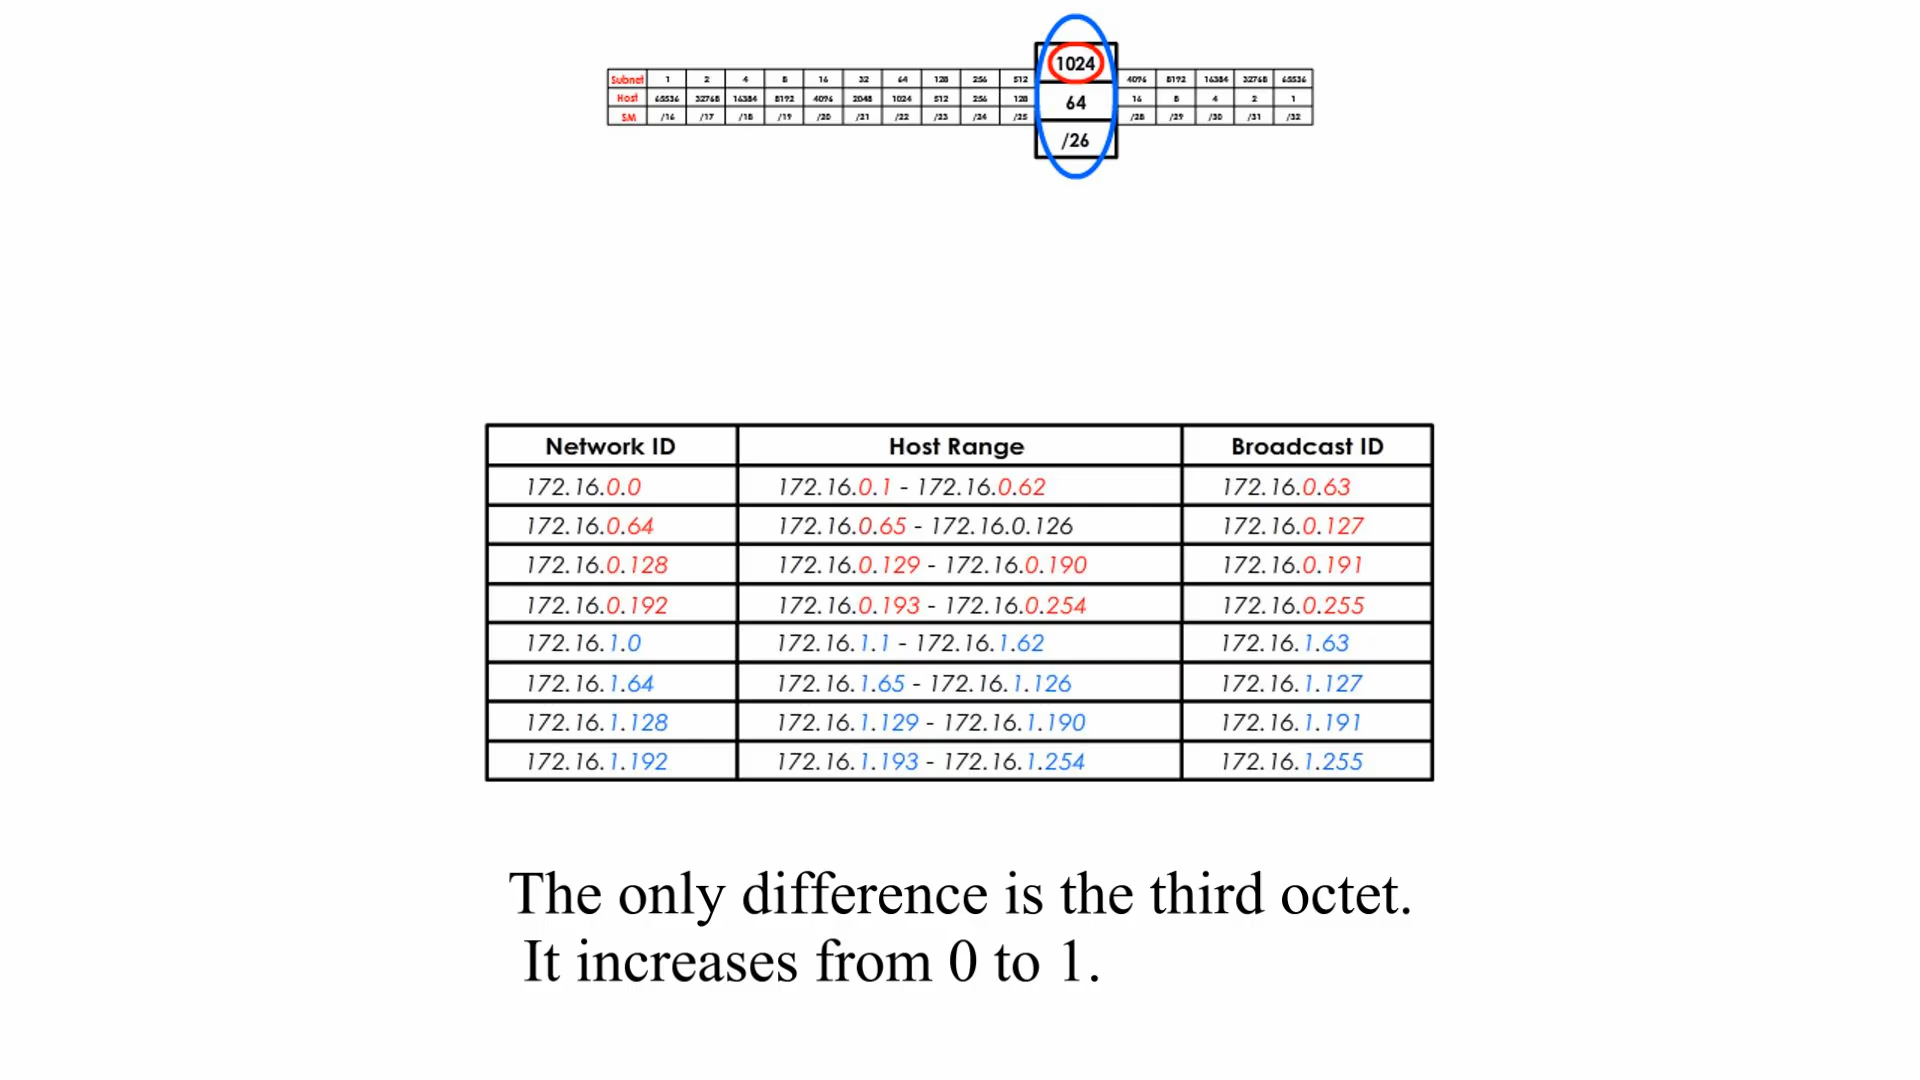 Subnet 1 2 4 8 16 32 64 128 256 512 1024 4096 8192 16384 32768 65536
Host 65536 32768 16384 8192 4096 2048 1024 512 256 128 64 16 8 4 2 1
SM /16 /17 /18 /19 /20 /21 /22 /23 /24 /25 /26 /28 /29 /30 /31 /32
Network ID Host Range Broadcast ID
172.16.0.0 172.16.0.1 - 172.16.0.62 172.16.0.63
172.16.0.64 172.16.0.65 - 172.16.0.126 172.16.0.127
172.16.0.128 172.16.0.129 - 172.16.0.190 172.16.0.191
172.16.0.192 172.16.0.193 - 172.16.0.254 172.16.0.255
172.16.1.0 172.16.1.1 - 172.16.1.62 172.16.1.63
172.16.1.64 172.16.1.65 - 172.16.1.126 172.16.1.127
172.16.1.128 172.16.1.129 - 172.16.1.190 172.16.1.191
172.16.1.192 172.16.1.193 - 172.16.1.254 172.16.1.255
The only difference is the third octet.
It increases from 0 to 1.